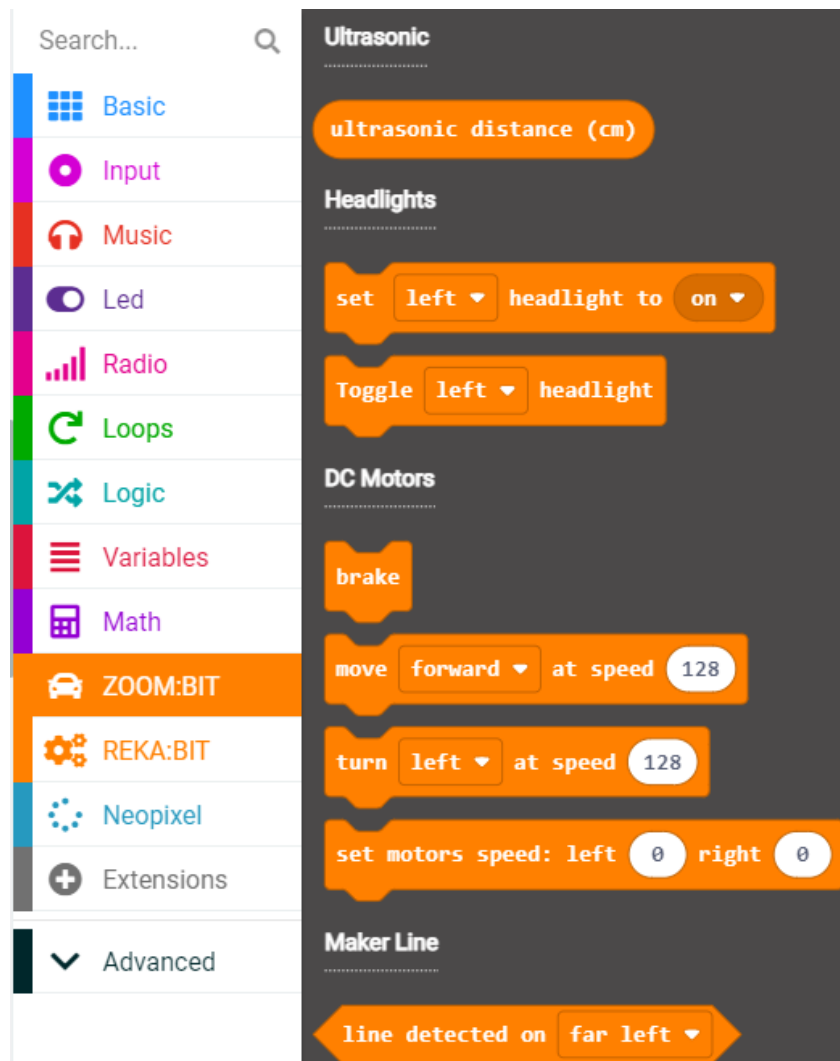 Search...
Basic
Input
Music
Led
Radio
Loops
Logic
Variables
Math
ZOOM:BIT
REKA:BIT
Neopixel
Extensions
Advanced
Ultrasonic
ultrasonic distance (cm)
Headlights
set left headlight to on
Toggle left headlight
DC Motors
brake
move forward at speed 128
turn left at speed 128
set motors speed: left 0 right 0
Maker Line
line detected on far left